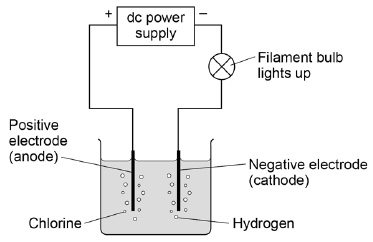 +
dc power
supply
−
Filament bulb
lights up
Positive
electrode
(anode)
Negative electrode
(cathode)
Chlorine
Hydrogen